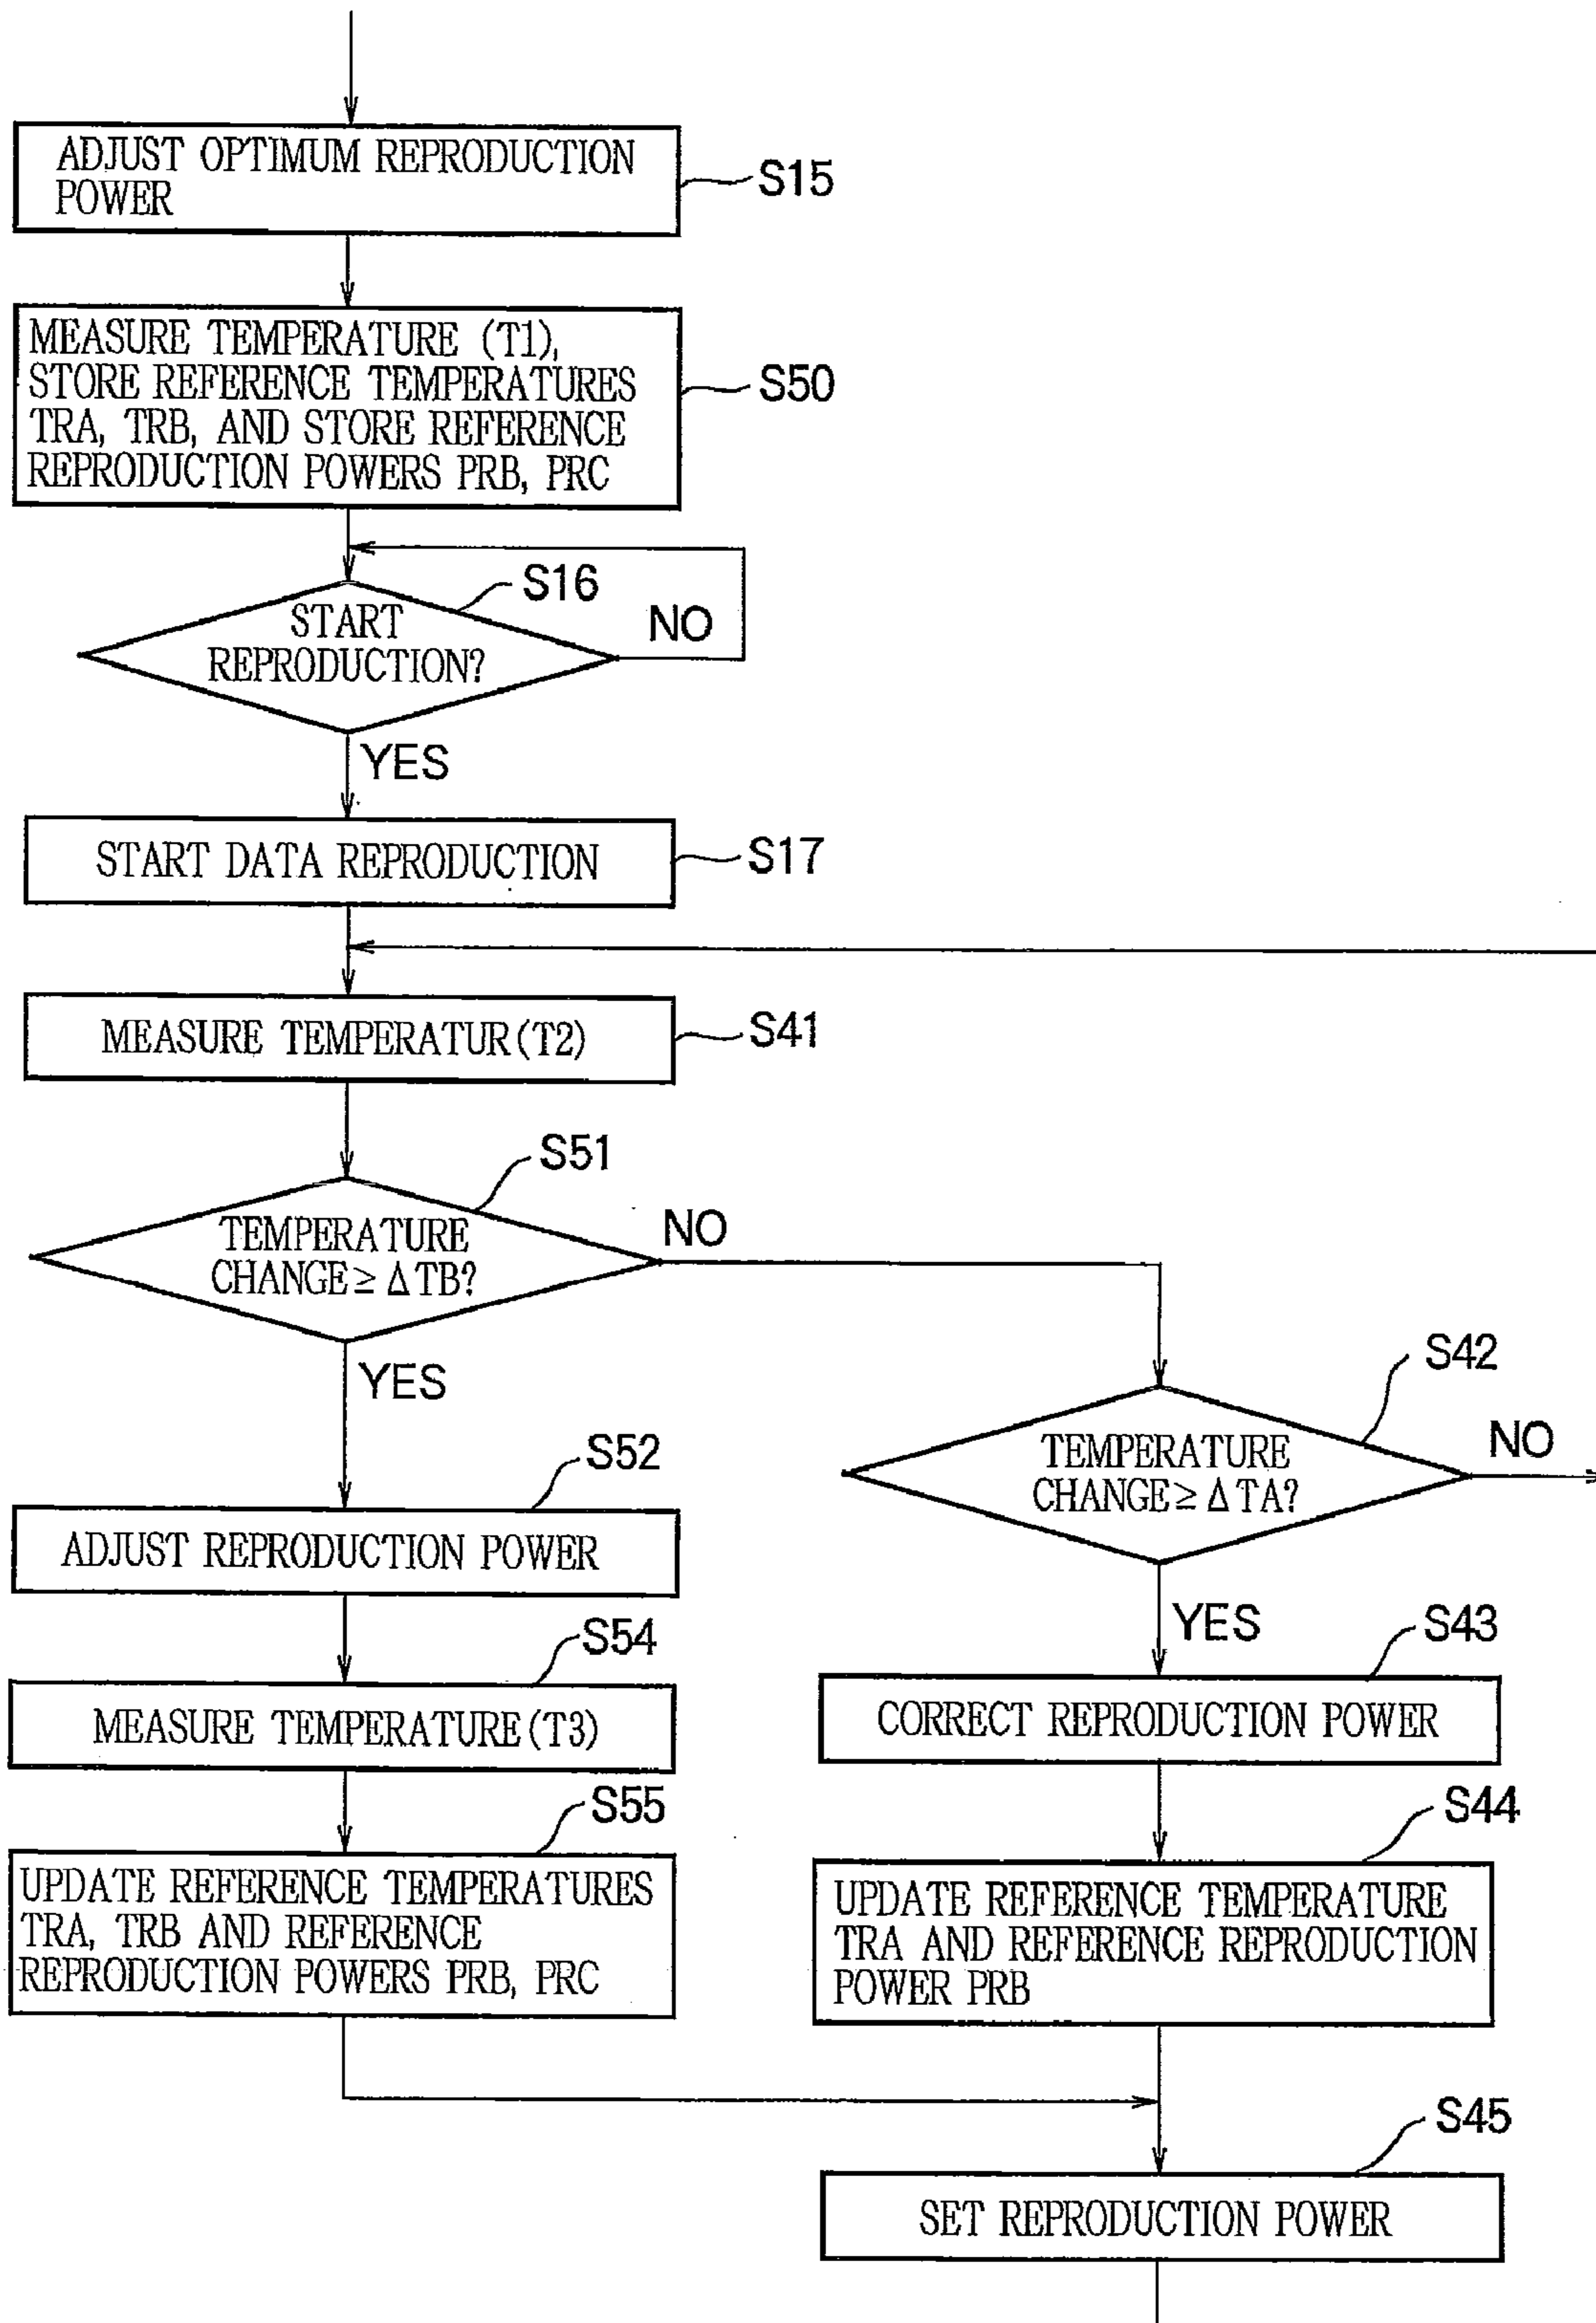 ADJUST OPTIMUM REPRODUCTION
POWER
S15
MEASURE TEMPERATURE (T1),
STORE REFERENCE TEMPERATURES
TRA, TRB, AND STORE REFERENCE
REPRODUCTION POWERS PRB, PRC
S50
S16
START
REPRODUCTION?
NO
YES
START DATA REPRODUCTION
S17
MEASURE TEMPERATUR(T2)
S41
S51
TEMPERATURE
CHANGE ≥ ΔTB?
NO
YES
S42
TEMPERATURE
CHANGE ≥ ΔTA?
NO
YES
S52
ADJUST REPRODUCTION POWER
S54
MEASURE TEMPERATURE(T3)
S55
UPDATE REFERENCE TEMPERATURES
TRA, TRB AND REFERENCE
REPRODUCTION POWERS PRB, PRC
S43
CORRECT REPRODUCTION POWER
S44
UPDATE REFERENCE TEMPERATURE
TRA AND REFERENCE REPRODUCTION
POWER PRB
S45
SET REPRODUCTION POWER